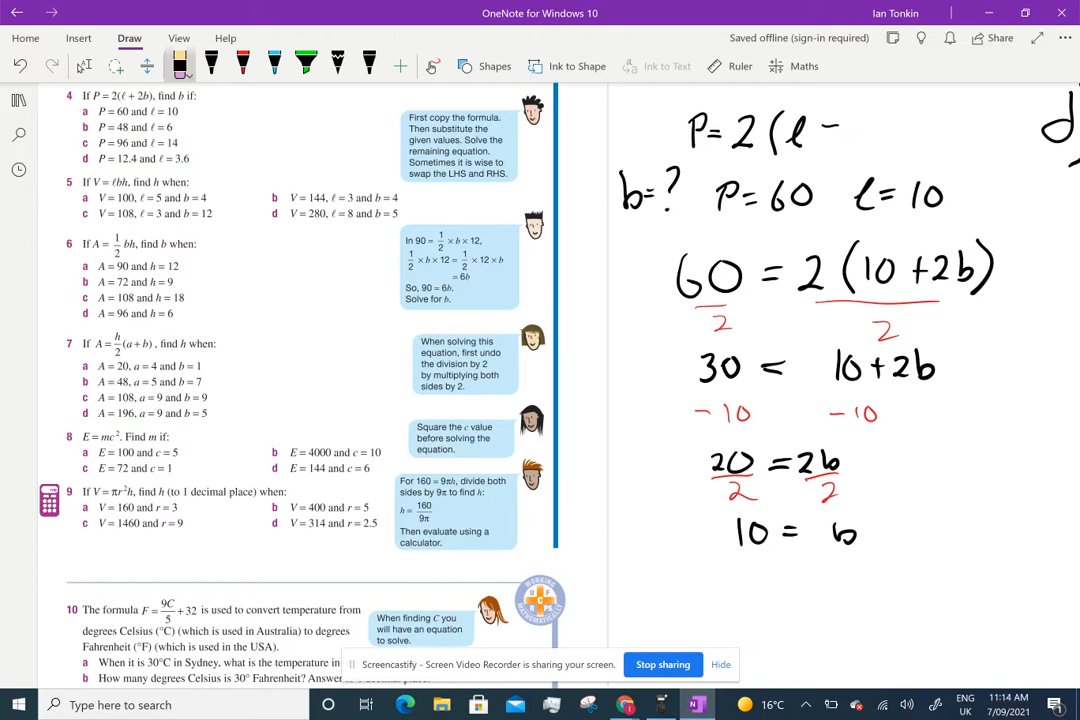 OneNote for Windows 10
Ian Tonkin
Home Insert Draw View Help
Saved offline (sign-in required)
Share
Shapes Ink to Shape Ink to Text Ruler Maths
4 If P = 2(ℓ + 2b), find b if:
a P = 60 and ℓ = 10
b P = 48 and ℓ = 6
c P = 96 and ℓ = 14
d P = 12.4 and ℓ = 3.6
First copy the formula.
Then substitute the
given values. Solve the
remaining equation.
Sometimes it is wise to
swap the LHS and RHS.
5 If V = ℓbh, find h when:
a V = 100, ℓ = 5 and b = 4
b V = 144, ℓ = 3 and b = 4
c V = 108, ℓ = 3 and b = 12
d V = 280, ℓ = 8 and b = 5
6 If A = 1/2 bh, find b when:
a A = 90 and h = 12
b A = 72 and h = 9
c A = 108 and h = 18
d A = 96 and h = 6
In 90 = 1/2 × b × 12,
1/2 × b × 12 = 1/2 × 12 × b
= 6b
So, 90 = 6b.
Solve for b.
7 If A = h/2 (a + b), find h when:
a A = 20, a = 4 and b = 1
b A = 48, a = 5 and b = 7
c A = 108, a = 9 and b = 9
d A = 196, a = 9 and b = 5
When solving this
equation, first undo
the division by 2
by multiplying both
sides by 2.
8 E = mc². Find m if:
a E = 100 and c = 5
b E = 4000 and c = 10
c E = 72 and c = 1
d E = 144 and c = 6
Square the c value
before solving the
equation.
9 If V = πr²h, find h (to 1 decimal place) when:
a V = 160 and r = 3
b V = 400 and r = 5
c V = 1460 and r = 9
d V = 314 and r = 2.5
For 160 = 9πh, divide both
sides by 9π to find h:
h = 160/9π
Then evaluate using a
calculator.
WORKING
MATHEMATICALLY
U F
C R
PS
10 The formula F = 9C/5 + 32 is used to convert temperature from
degrees Celsius (°C) (which is used in Australia) to degrees
Fahrenheit (°F) (which is used in the USA).
a When it is 30°C in Sydney, what is the temperature in
b How many degrees Celsius is 30° Fahrenheit? Answer
When finding C you
will have an equation
to solve.
P = 2 (ℓ -
b = ? P = 60 ℓ = 10
60 = 2 (10 + 2b)
2 2
30 = 10 + 2b
- 10 - 10
20 = 2b
2 2
10 = b
Screencastify - Screen Video Recorder is sharing your screen.
Stop sharing
Hide
Type here to search
16°C
ENG
UK
11:14 AM
7/09/2021
1